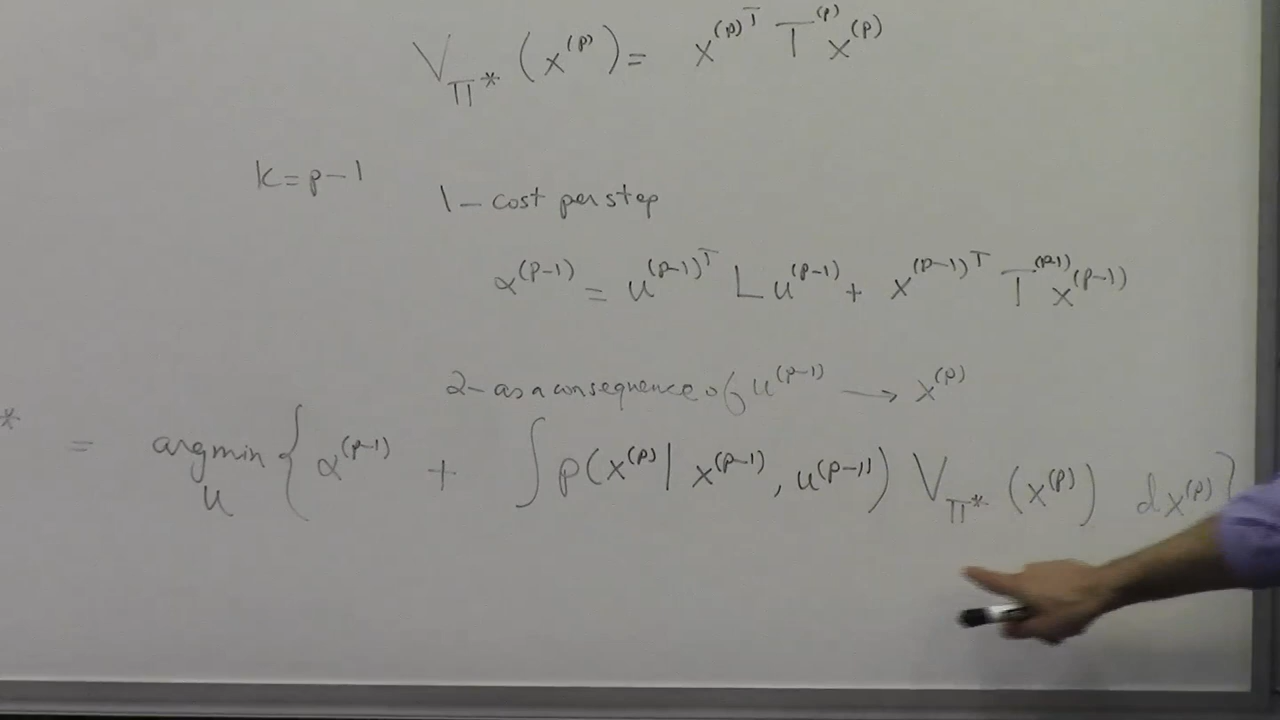 V_π* (x^(p)) = x^(p)^T T^(p) x^(p)
k = p - 1
1 - cost per step
α^(p-1) = u^(p-1)^T L u^(p-1) + x^(p-1)^T T^(p-1) x^(p-1)
2 - as a consequence of u^(p-1) → x^(p)
* = argmin_u { α^(p-1) + ∫ p(x^(p) | x^(p-1), u^(p-1)) V_π* (x^(p)) dx^(p) }